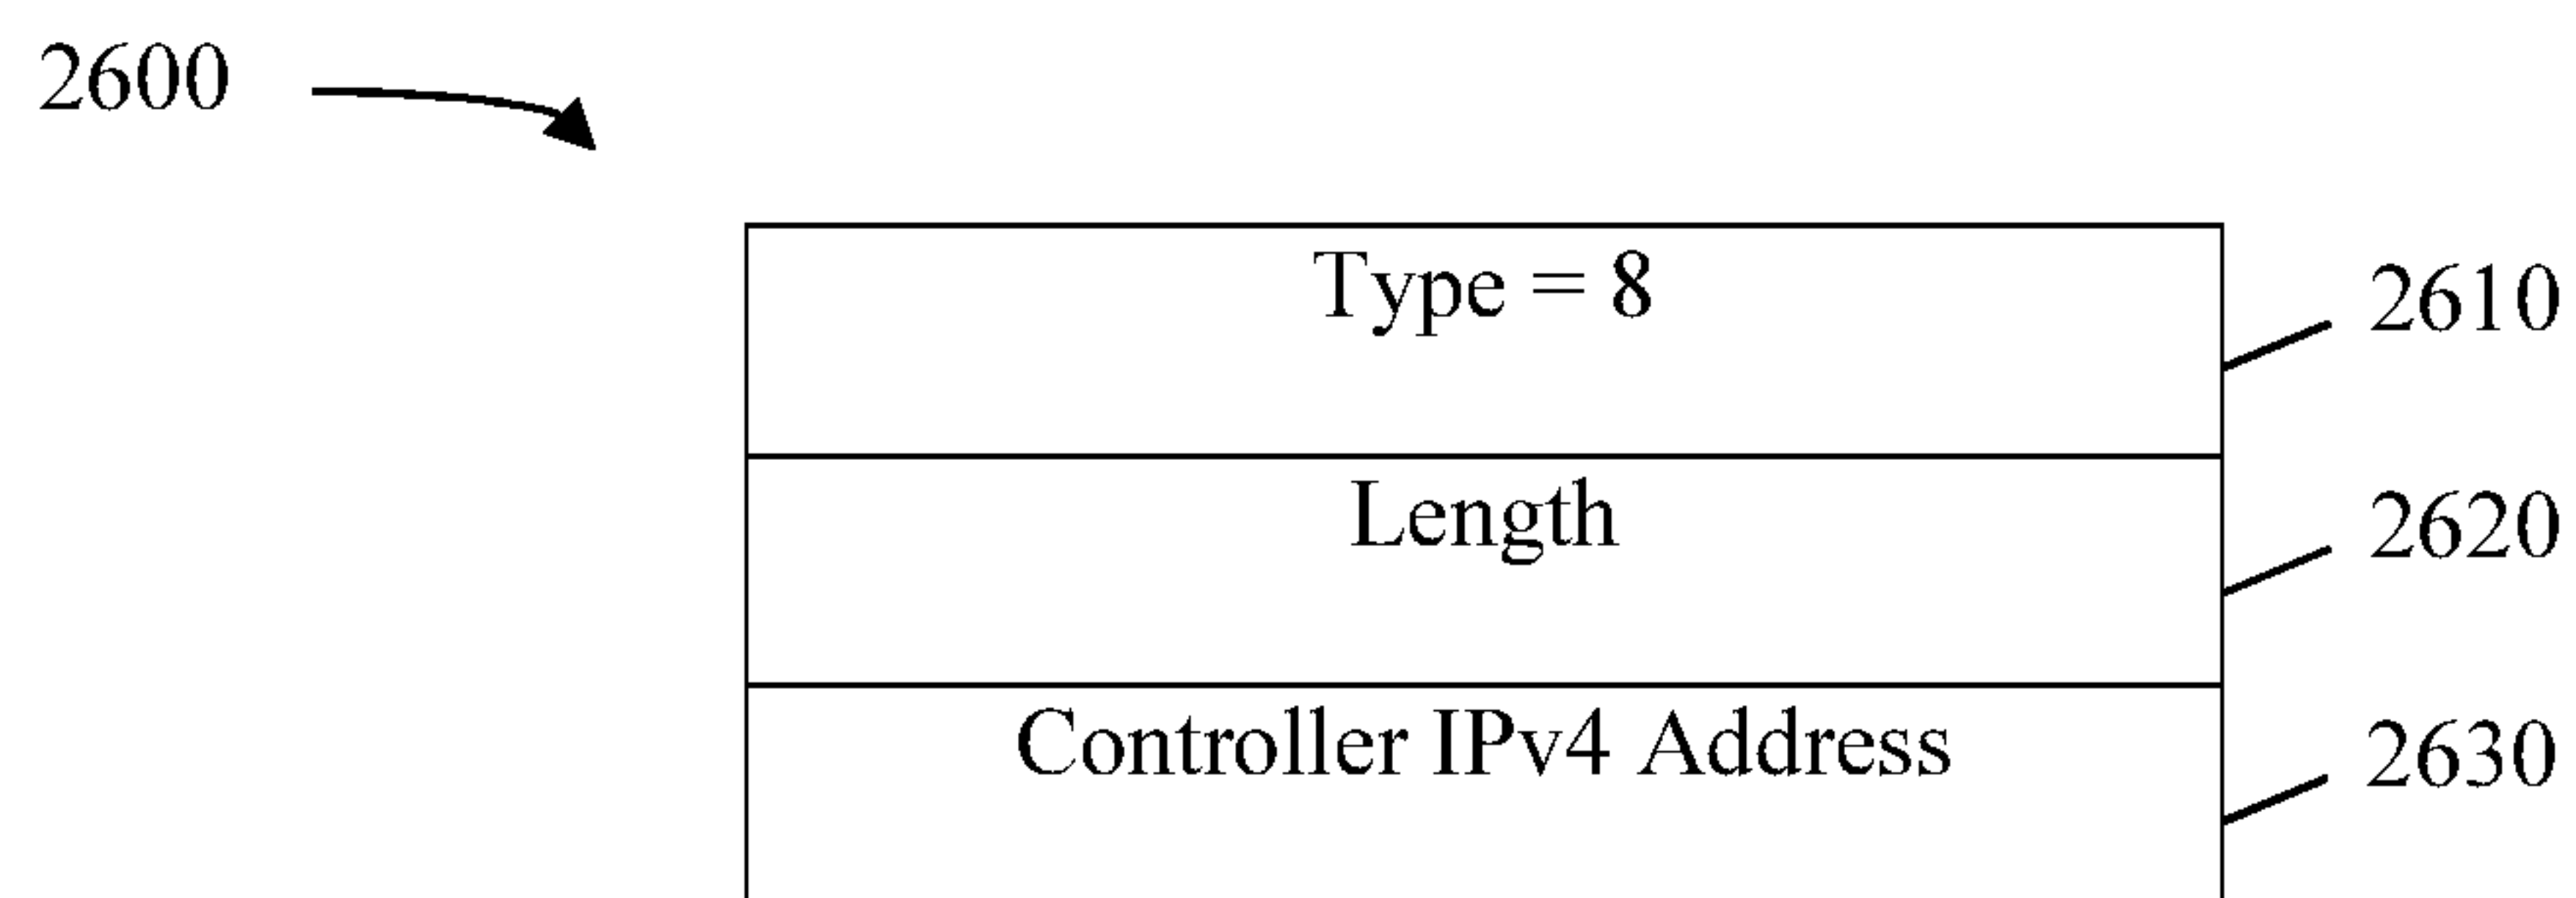 2600
Type = 8
2610
Length
2620
Controller IPv4 Address
2630